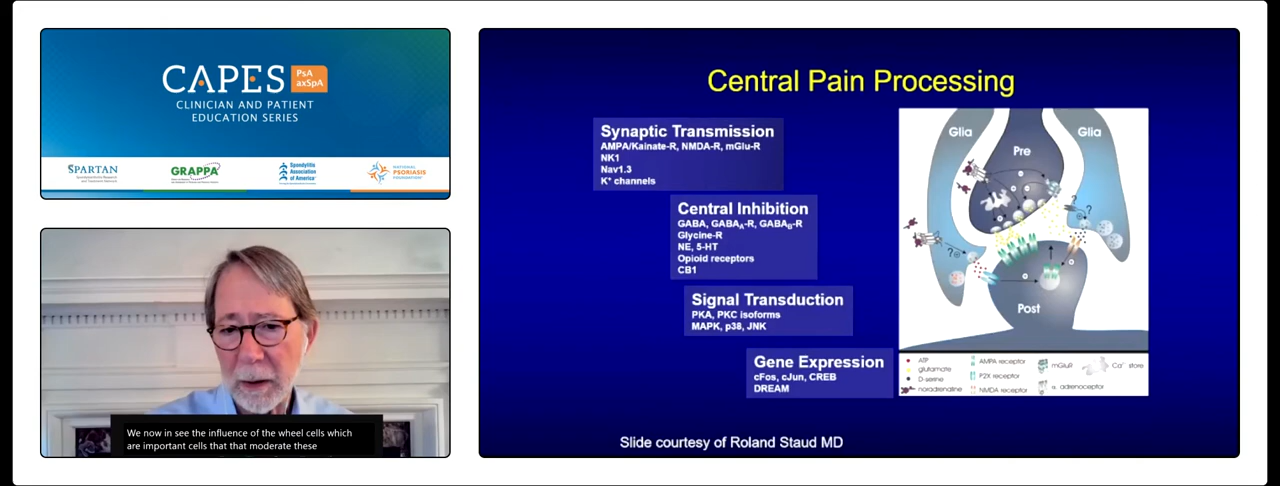 CAPES PsA axSpA
CLINICIAN AND PATIENT
EDUCATION SERIES
SPARTAN
GRAPPA
Spondylitis
Association
of America
NATIONAL
PSORIASIS
FOUNDATION
We now in see the influence of the wheel cells which
are important cells that that moderate these
Central Pain Processing
Synaptic Transmission
AMPA/Kainate-R, NMDA-R, mGlu-R
NK1
Nav1.3
K⁺ channels
Central Inhibition
GABA, GABA_A-R, GABA_B-R
Glycine-R
NE, 5-HT
Opioid receptors
CB1
Signal Transduction
PKA, PKC isoforms
MAPK, p38, JNK
Gene Expression
cFos, cJun, CREB
DREAM
Glia
Pre
Glia
Post
ATP
glutamate
D-serine
noradrenaline
AMPA receptor
P2X receptor
NMDA receptor
mGluR
α, adrenoceptor
store
Slide courtesy of Roland Staud MD